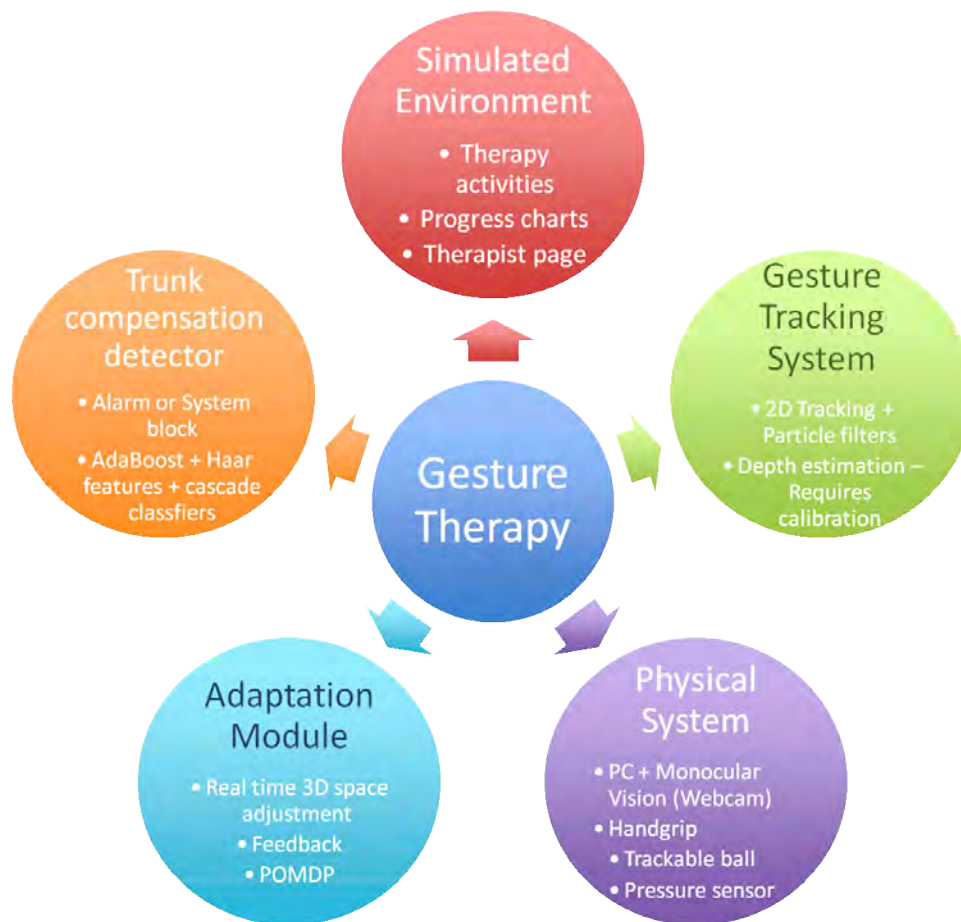 Simulated
Environment
• Therapy
activities
• Progress charts
• Therapist page
Trunk
compensation
detector
• Alarm or System
block
• AdaBoost + Haar
features + cascade
classfiers
Gesture
Tracking
System
• 2D Tracking +
Particle filters
• Depth estimation –
Requires
calibration
Gesture
Therapy
Adaptation
Module
• Real time 3D space
adjustment
• Feedback
• POMDP
Physical
System
• PC + Monocular
Vision (Webcam)
• Handgrip
• Trackable ball
• Pressure sensor